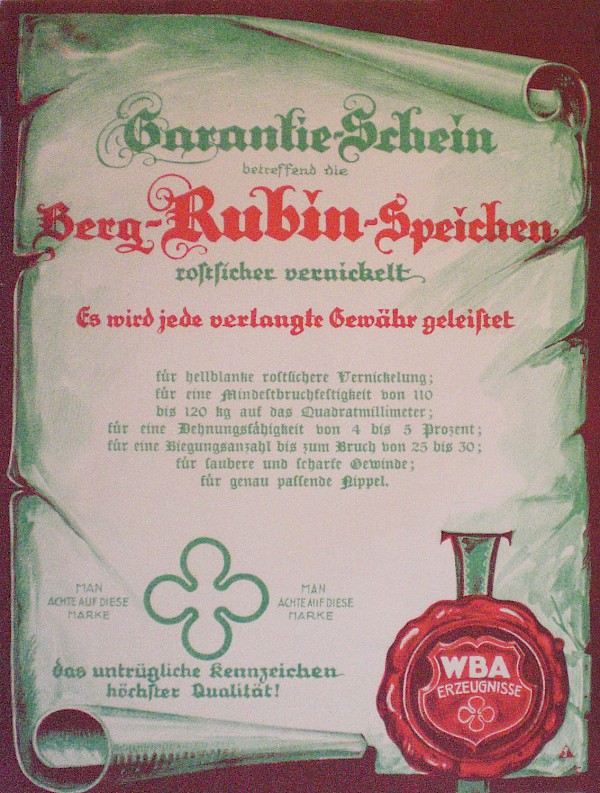 Garantie-Schein
betreffend die
Berg-Rubin-Speichen
rostsicher vernickelt
Es wird jede verlangte Gewähr geleistet
für hellblanke rostsichere Vernickelung;
für eine Mindestbruchfestigkeit von 110
bis 120 kg auf das Quadratmillimeter;
für eine Dehnungsfähigkeit von 4 bis 5 Prozent;
für eine Biegungsanzahl bis zum Bruch von 25 bis 30;
für saubere und scharfe Gewinde;
für genau passende Nippel.
MAN
ACHTE AUF DIESE
MARKE
MAN
ACHTE AUF DIESE
MARKE
das untrügliche Kennzeichen
höchster Qualität!
WBA
ERZEUGNISSE